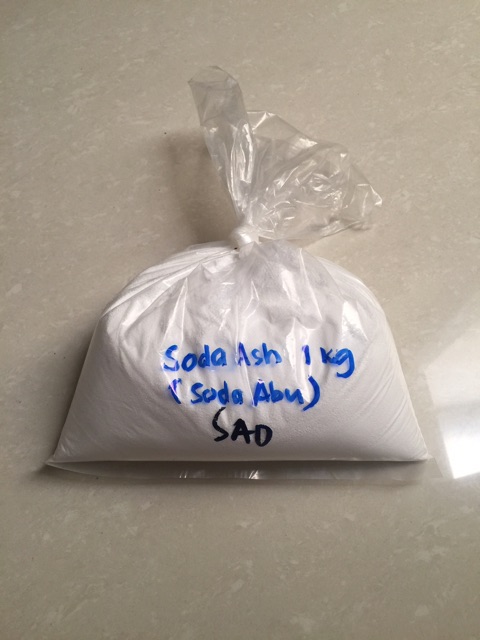 Soda Ash 1 kg
(Soda Abu)
SAD